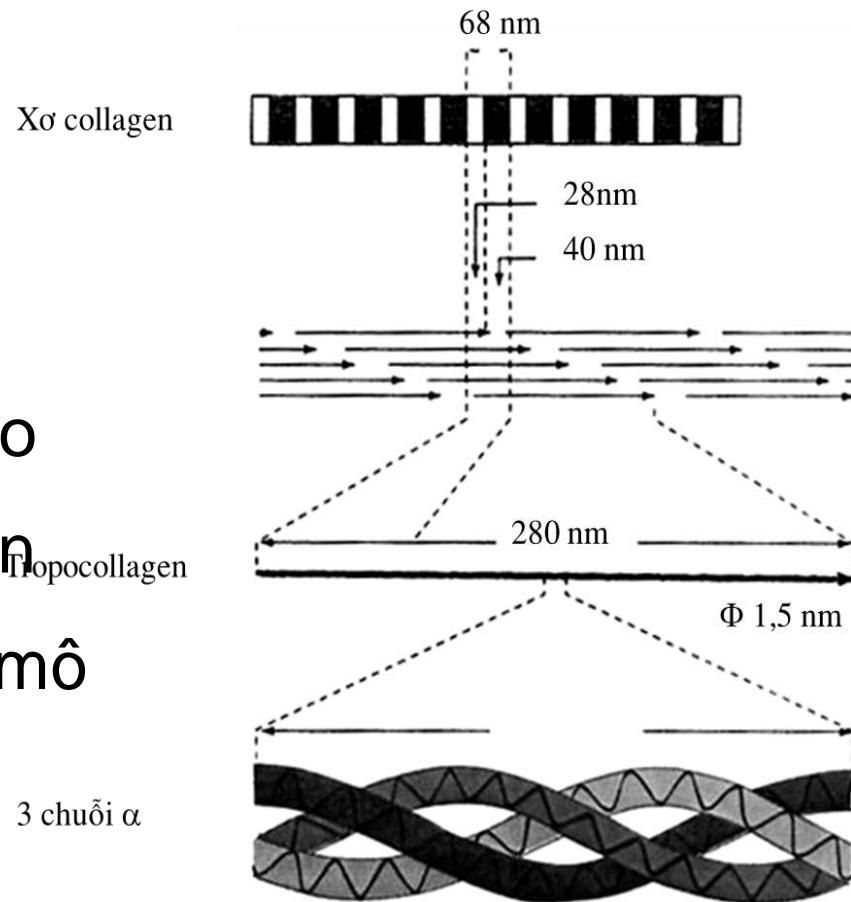 68 nm
Xơ collagen
28nm
40 nm
o
280 nm
n
Tropocollagen
Φ 1,5 nm
mô
3 chuỗi α